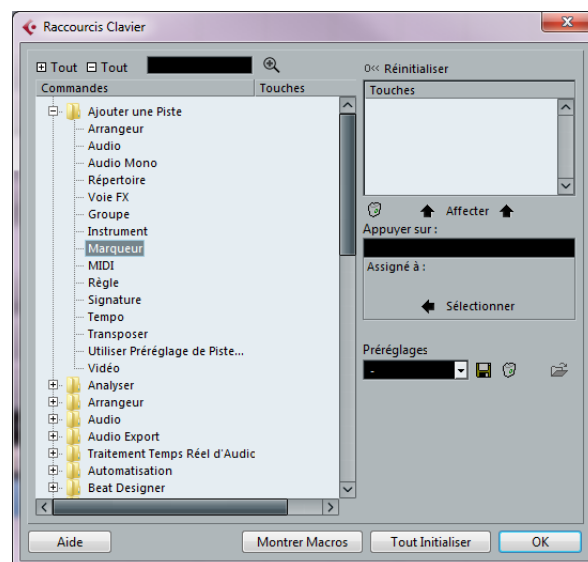 Raccourcis Clavier
Tout Tout
Commandes Touches
Ajouter une Piste
Arrangeur
Audio
Audio Mono
Répertoire
Voie FX
Groupe
Instrument
Marqueur
MIDI
Règle
Signature
Tempo
Transposer
Utiliser Préréglage de Piste...
Vidéo
Analyser
Arrangeur
Audio
Audio Export
Traitement Temps Réel d'Audic
Automatisation
Beat Designer
Réinitialiser
Touches
Affecter
Appuyer sur :
Assigné à :
Sélectionner
Préréglages
-
Aide Montrer Macros Tout Initialiser OK